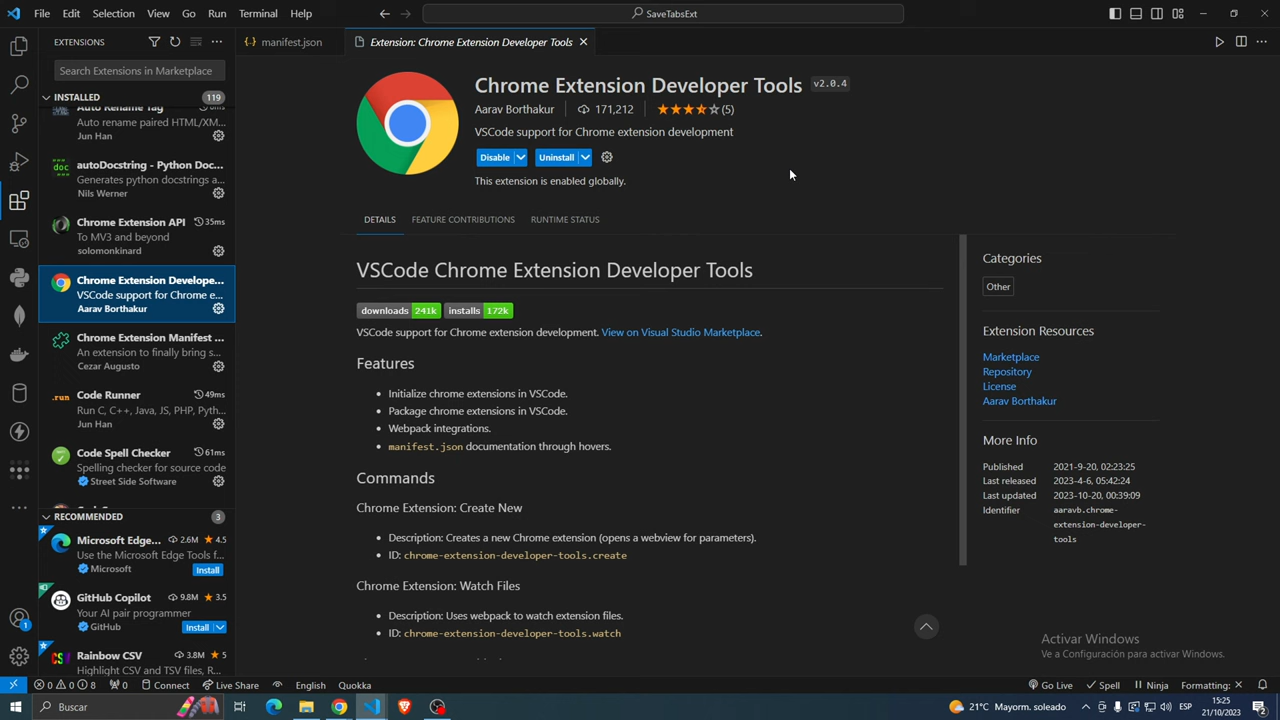 File Edit Selection View Go Run Terminal Help
SaveTabsExt
EXTENSIONS
manifest.json
Extension: Chrome Extension Developer Tools
Search Extensions in Marketplace
INSTALLED 119
Auto Rename Tag
Auto rename paired HTML/XM...
Jun Han
autoDocstring - Python Doc...
Generates python docstrings a...
Nils Werner
Chrome Extension API 35ms
To MV3 and beyond
solomonkinard
Chrome Extension Develope...
VSCode support for Chrome e...
Aarav Borthakur
Chrome Extension Manifest ...
An extension to finally bring s...
Cezar Augusto
.run
Code Runner 49ms
Run C, C++, Java, JS, PHP, Pyth...
Jun Han
Code Spell Checker 61ms
Spelling checker for source code
Street Side Software
RECOMMENDED 3
Microsoft Edge... 2.6M 4.5
Use the Microsoft Edge Tools f...
Microsoft Install
GitHub Copilot 9.8M 3.5
Your AI pair programmer
GitHub Install
Rainbow CSV 3.8M 5
Highlight CSV and TSV files, R...
Chrome Extension Developer Tools v2.0.4
Aarav Borthakur 171,212 (5)
VSCode support for Chrome extension development
Disable Uninstall
This extension is enabled globally.
DETAILS FEATURE CONTRIBUTIONS RUNTIME STATUS
VSCode Chrome Extension Developer Tools
downloads 241k installs 172k
VSCode support for Chrome extension development. View on Visual Studio Marketplace.
Features
• Initialize chrome extensions in VSCode.
• Package chrome extensions in VSCode.
• Webpack integrations.
• manifest.json documentation through hovers.
Commands
Chrome Extension: Create New
• Description: Creates a new Chrome extension (opens a webview for parameters).
• ID: chrome-extension-developer-tools.create
Chrome Extension: Watch Files
• Description: Uses webpack to watch extension files.
• ID: chrome-extension-developer-tools.watch
Categories
Other
Extension Resources
Marketplace
Repository
License
Aarav Borthakur
More Info
Published 2021-9-20, 02:23:25
Last released 2023-4-6, 05:42:24
Last updated 2023-10-20, 00:39:09
Identifier aaravb.chrome-
extension-developer-
tools
Activar Windows
Ve a Configuración para activar Windows.
0 0 8 0 Connect Live Share English Quokka Go Live Spell Ninja Formatting:
Buscar 21°C Mayorm. soleado ESP 15:25
21/10/2023